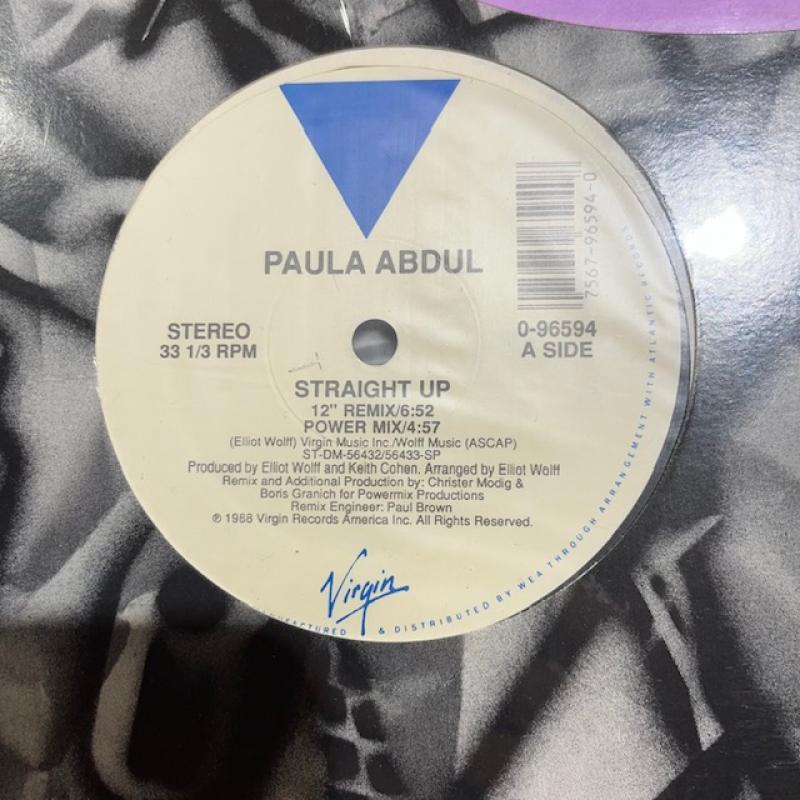 PAULA ABDUL
7567-96594-0
STEREO
33 1/3 RPM
0-96594
A SIDE
STRAIGHT UP
12" REMIX/6:52
POWER MIX/4:57
(Elliot Wolff) Virgin Music Inc./Wolff Music (ASCAP)
ST-DM-56432/56433-SP
Produced by Elliot Wolff and Keith Cohen. Arranged by Elliot Wolff
Remix and Additional Production by: Christer Modig &
Boris Granich for Powermix Productions
Remix Engineer: Paul Brown
℗ 1988 Virgin Records America Inc. All Rights Reserved.
Virgin
& DISTRIBUTED BY WEA THROUGH ARRANGEMENT WITH ATLANTIC RECORDS